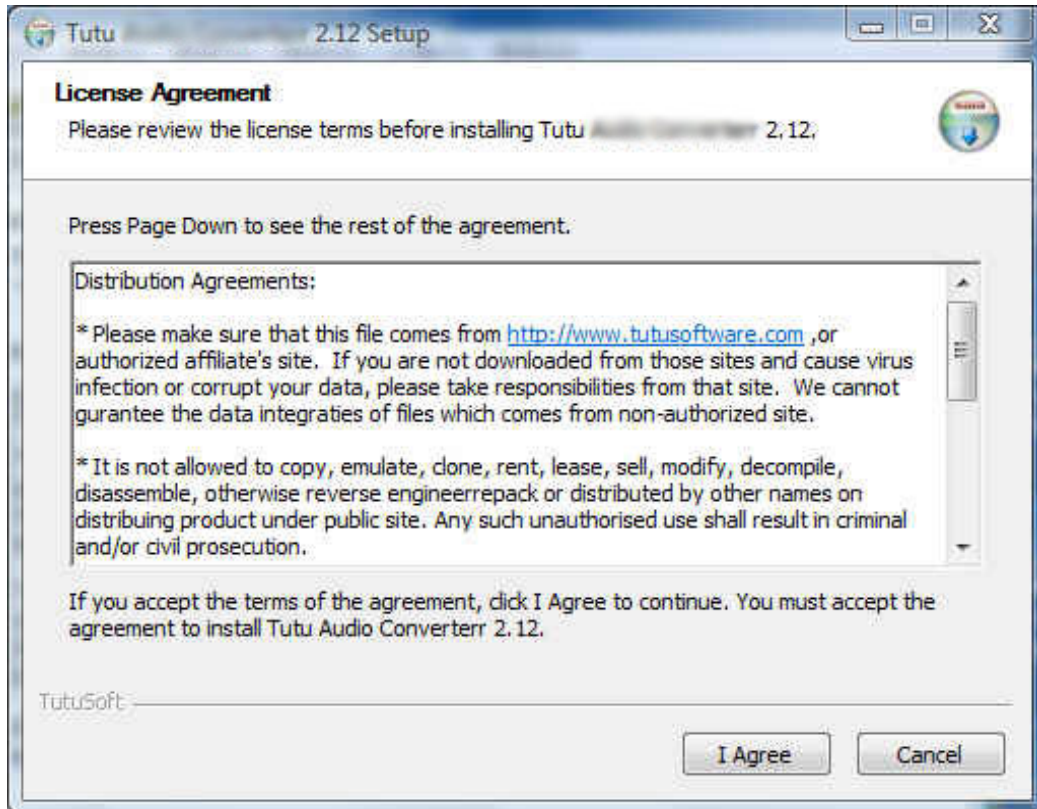 Tutu 2.12 Setup
License Agreement
Please review the license terms before installing Tutu 2.12.
Press Page Down to see the rest of the agreement.
Distribution Agreements:
* Please make sure that this file comes from http://www.tutusoftware.com ,or
authorized affiliate's site. If you are not downloaded from those sites and cause virus
infection or corrupt your data, please take responsibilities from that site. We cannot
gurantee the data integraties of files which comes from non-authorized site.
* It is not allowed to copy, emulate, clone, rent, lease, sell, modify, decompile,
disassemble, otherwise reverse engineerrepack or distributed by other names on
distribuing product under public site. Any such unauthorised use shall result in criminal
and/or civil prosecution.
If you accept the terms of the agreement, click I Agree to continue. You must accept the
agreement to install Tutu Audio Converterr 2.12.
TutuSoft
I Agree Cancel